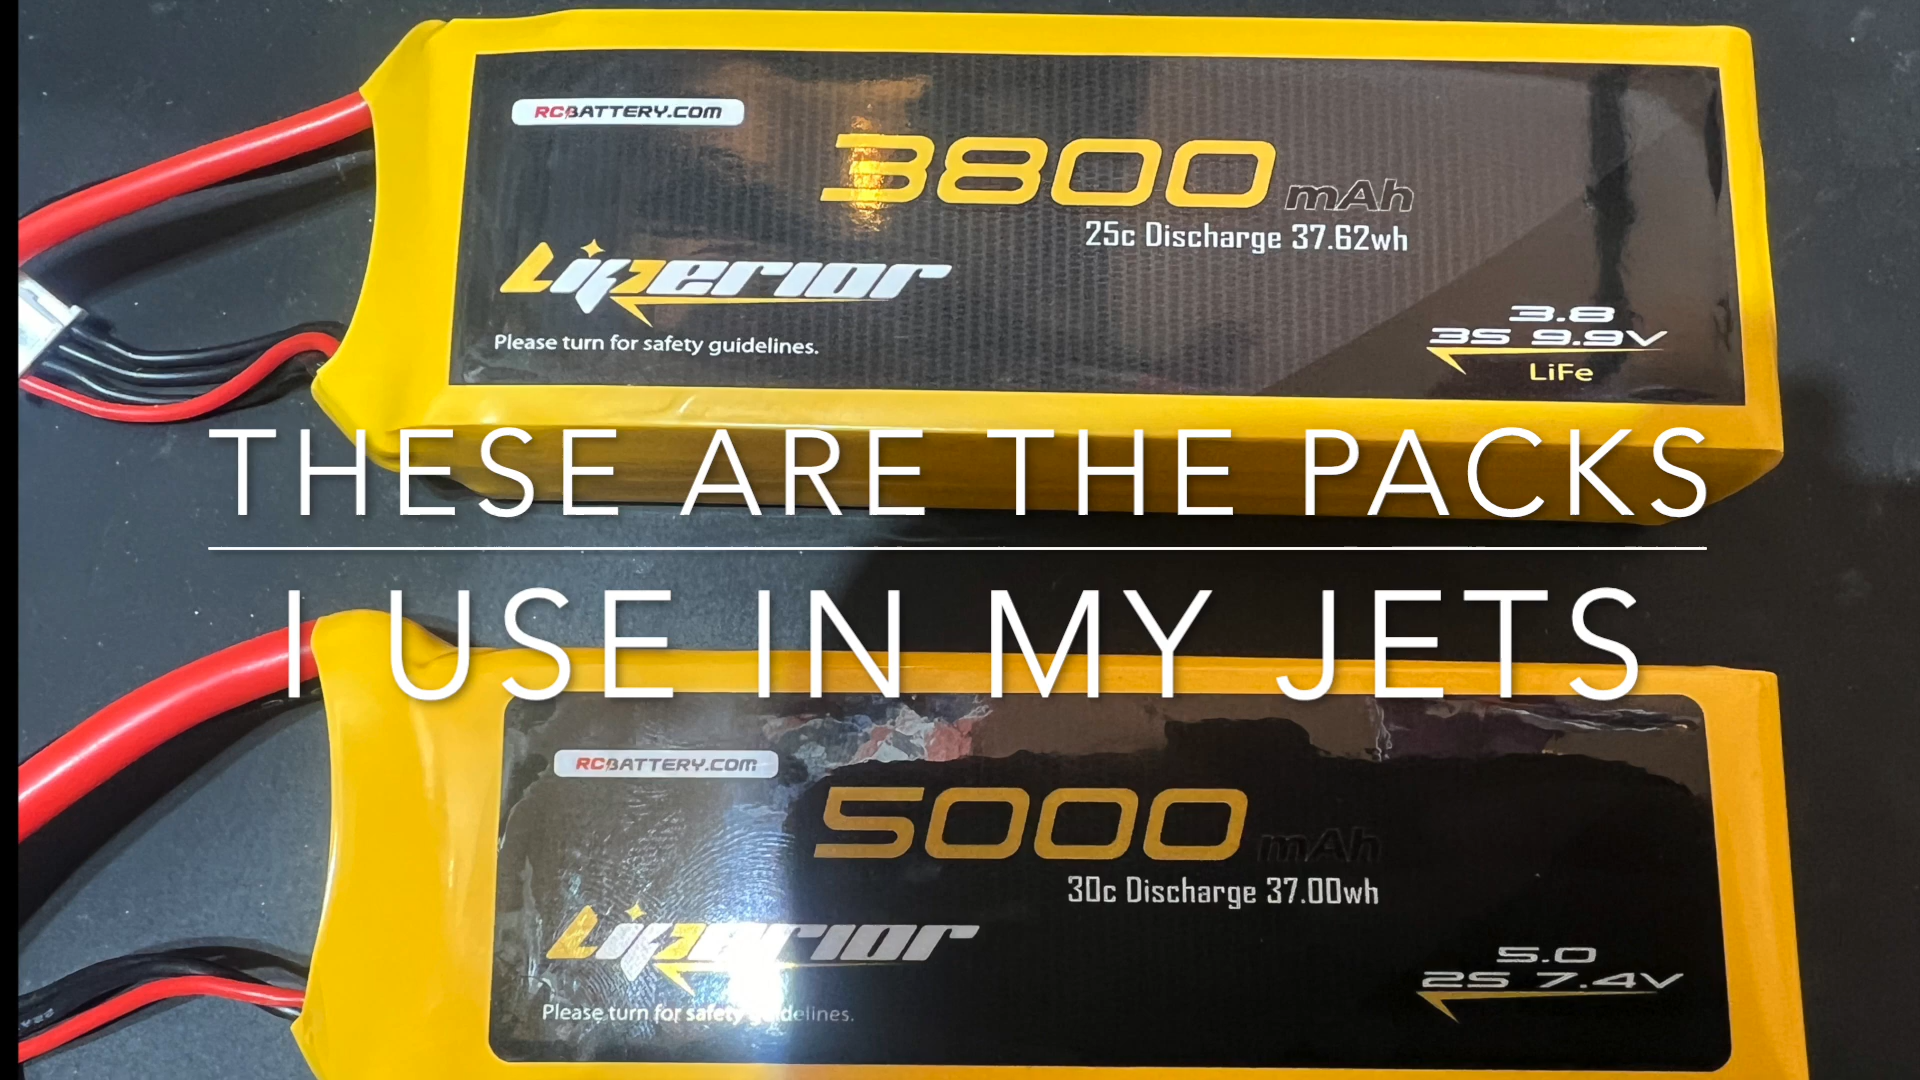 RCBATTERY.COM
3800 mAh
25c Discharge 37.62wh
Liperior
Please turn for safety guidelines.
3.8
3S 9.9V
LiFe
THESE ARE THE PACKS
I USE IN MY JETS
RCBATTERY.COM
5000 mAh
30c Discharge 37.00wh
Liperior
Please turn for safety guidelines.
5.0
2S 7.4V